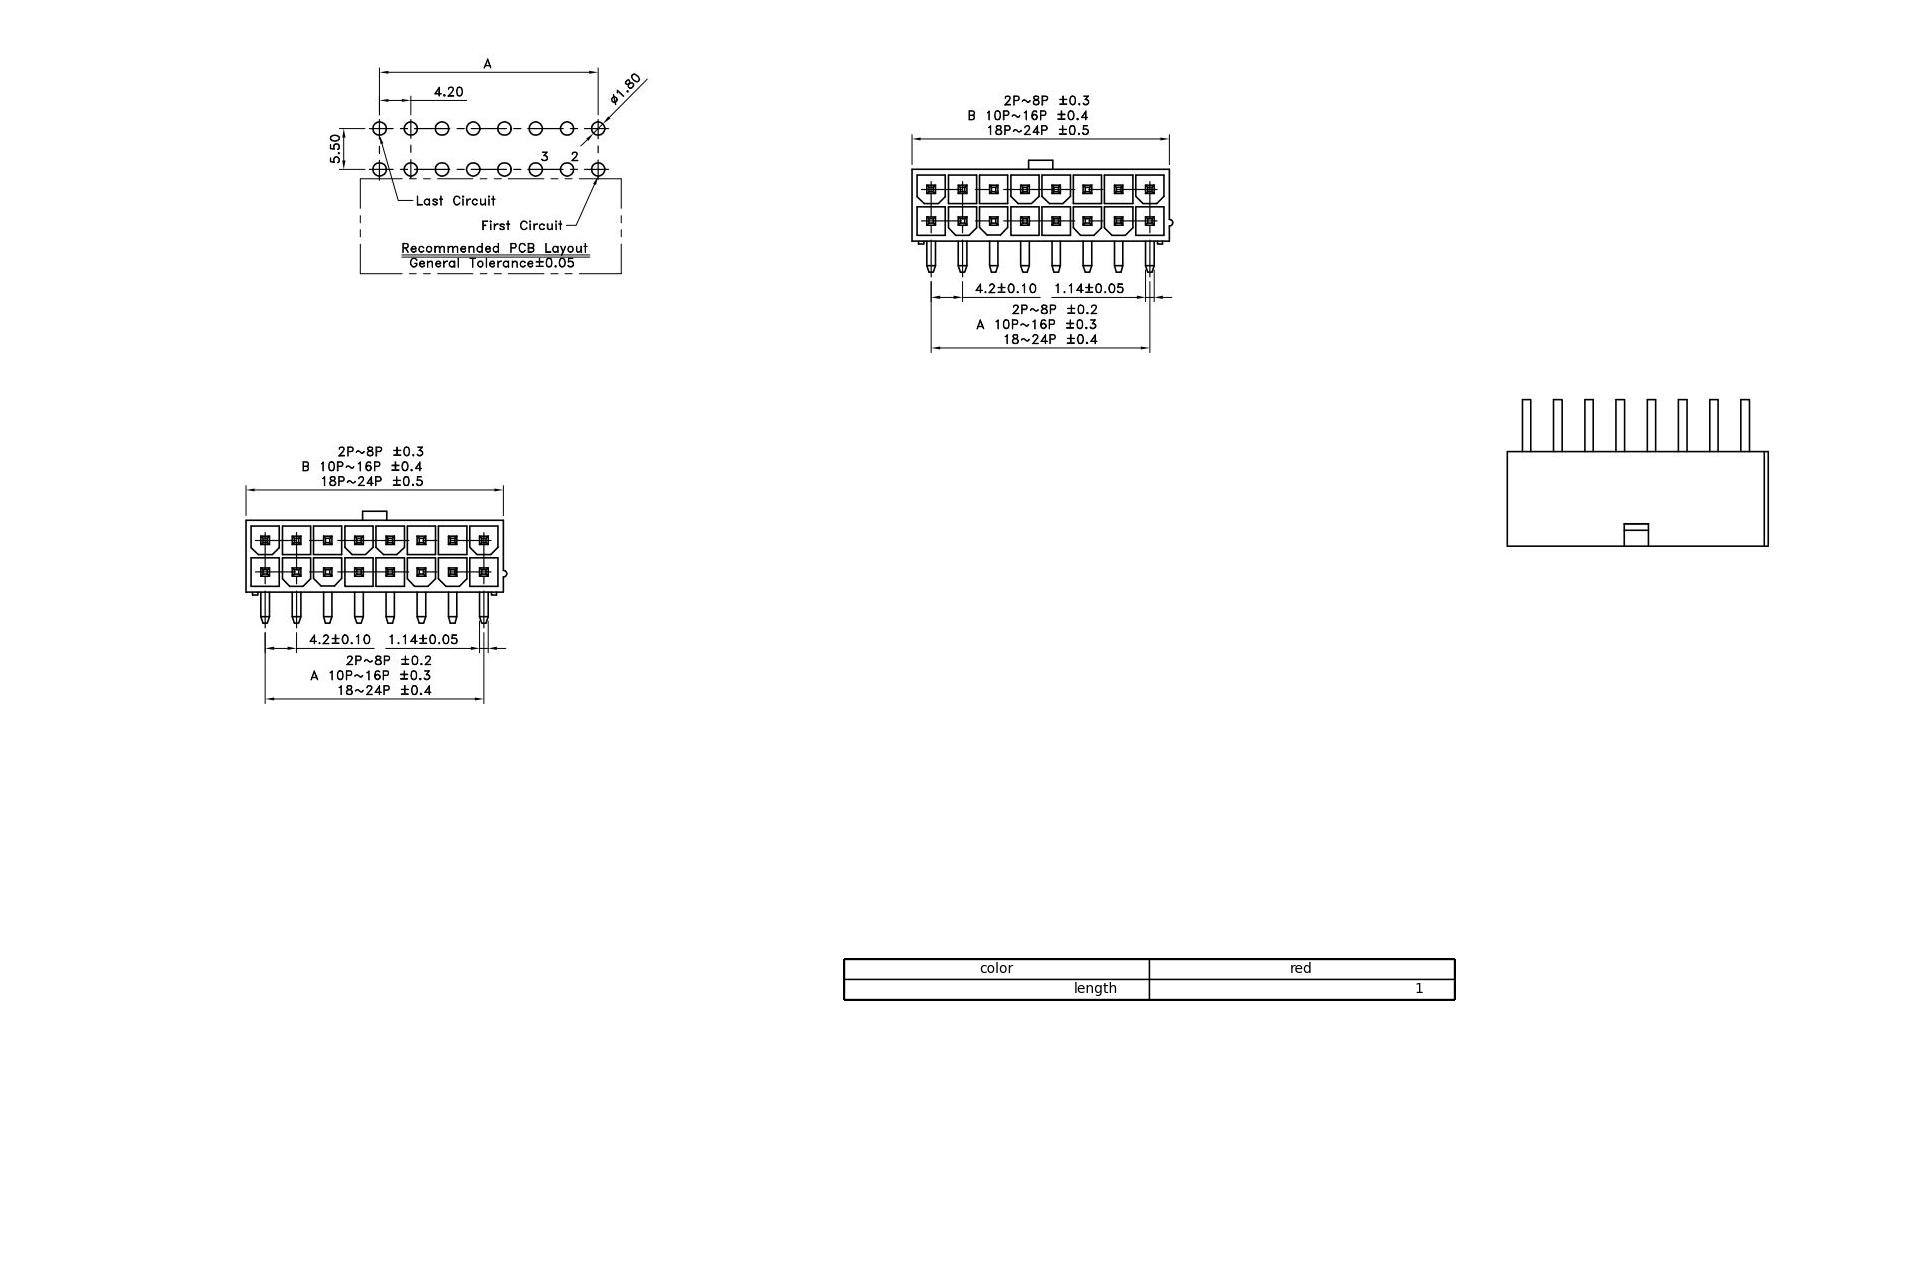 A
4.20
ø1.80
5.50
3 2
Last Circuit
First Circuit
Recommended PCB Layout
General Tolerance±0.05
2P~8P ±0.3
B 10P~16P ±0.4
18P~24P ±0.5
4.2±0.10 1.14±0.05
2P~8P ±0.2
A 10P~16P ±0.3
18~24P ±0.4
2P~8P ±0.3
B 10P~16P ±0.4
18P~24P ±0.5
4.2±0.10 1.14±0.05
2P~8P ±0.2
A 10P~16P ±0.3
18~24P ±0.4
color red
length 1